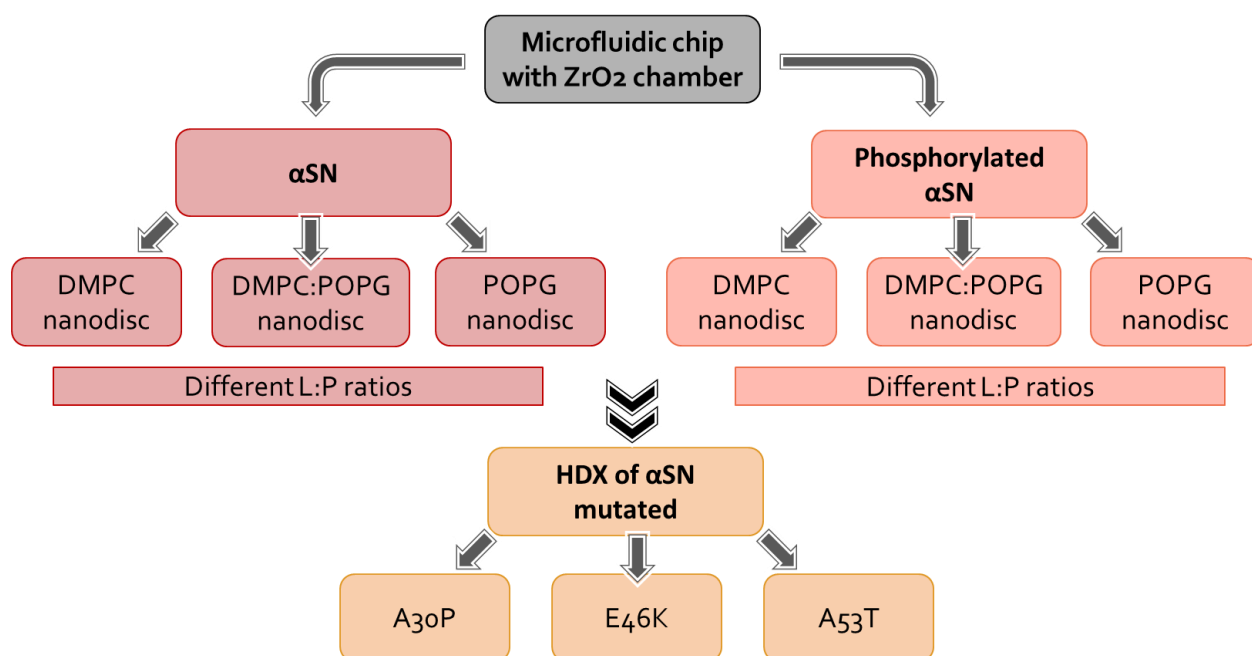 Microfluidic chip
with ZrO2 chamber
αSN
Phosphorylated
αSN
DMPC
nanodisc
DMPC:POPG
nanodisc
POPG
nanodisc
DMPC
nanodisc
DMPC:POPG
nanodisc
POPG
nanodisc
Different L:P ratios
Different L:P ratios
HDX of αSN
mutated
A30P
E46K
A53T